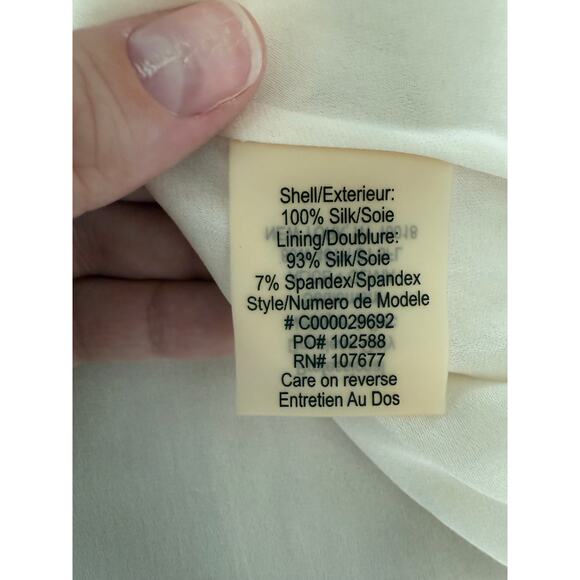 Shell/Exterieur:
100% Silk/Soie
Lining/Doublure:
93% Silk/Soie
7% Spandex/Spandex
Style/Numero de Modele
# C000029692
PO# 102588
RN# 107677
Care on reverse
Entretien Au Dos